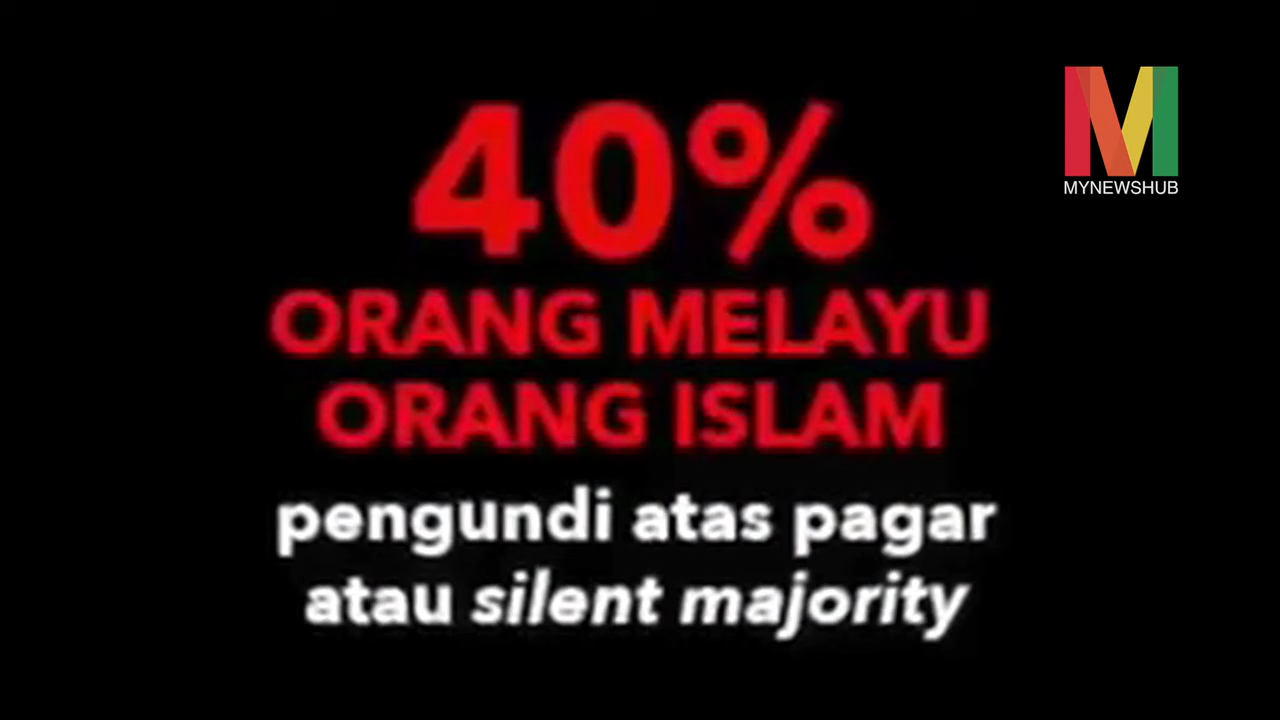 40%
ORANG MELAYU
ORANG ISLAM
pengundi atas pagar
atau silent majority
MYNEWSHUB